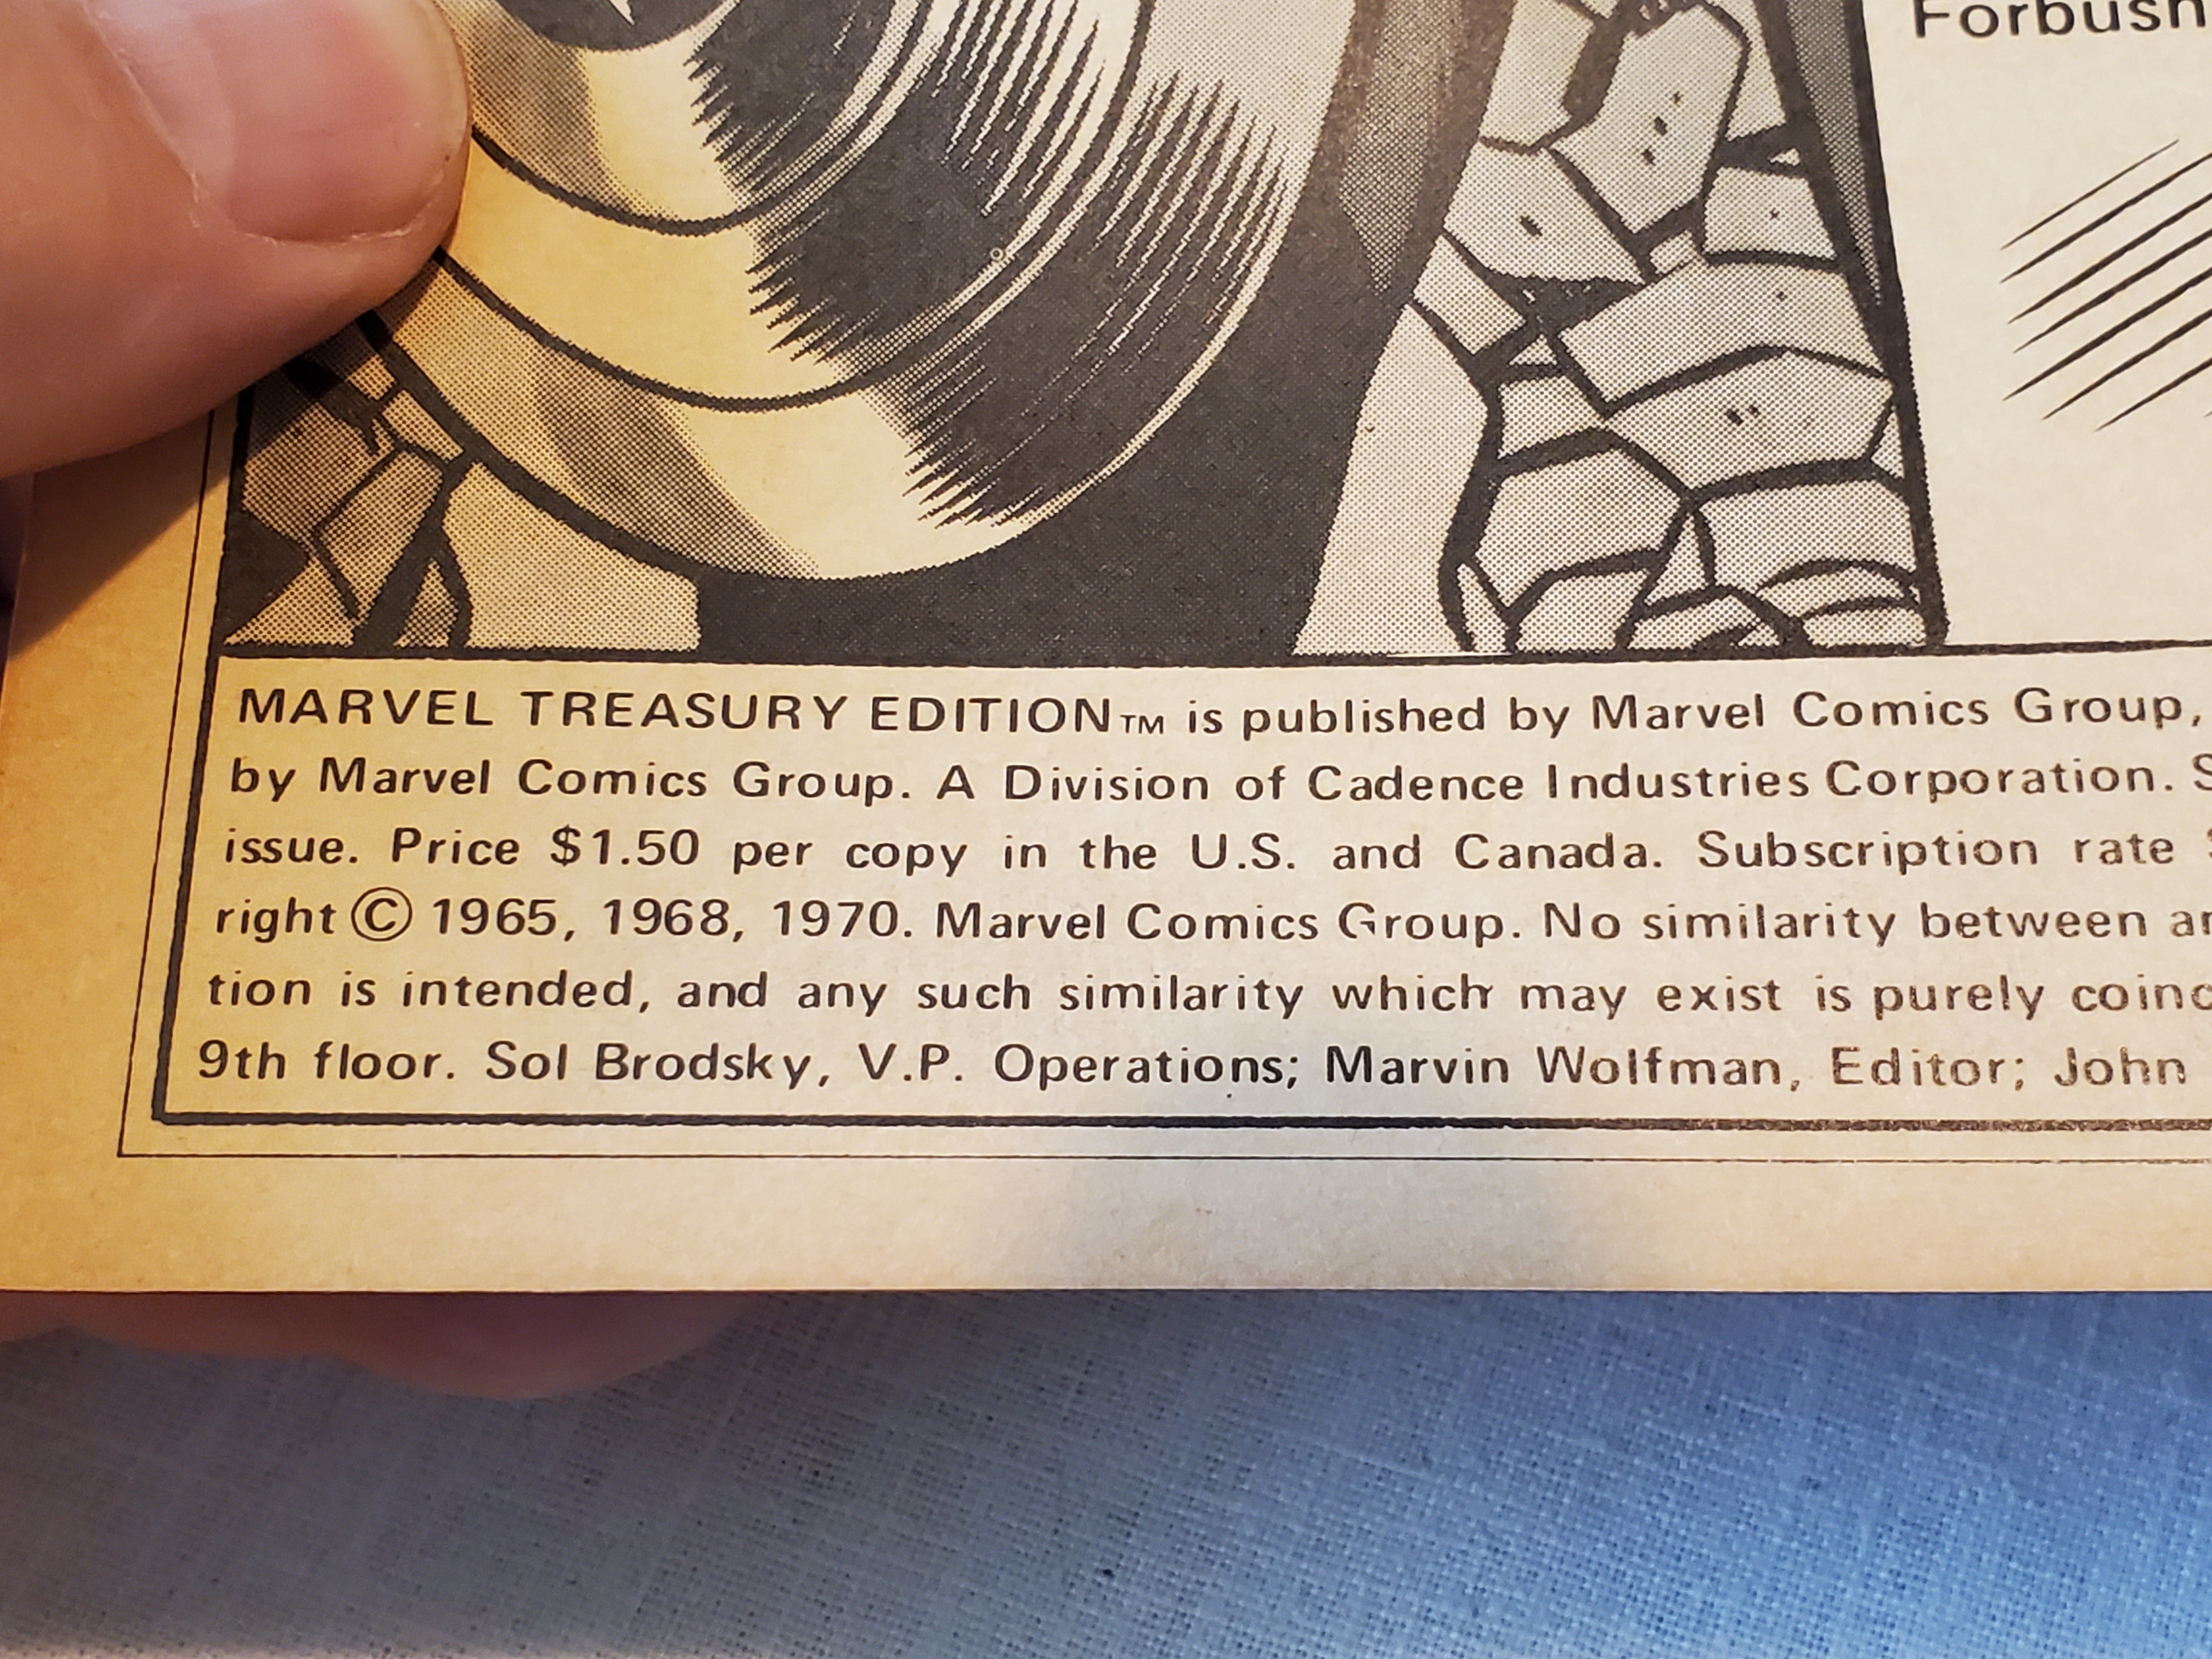 Forbush
MARVEL TREASURY EDITION™ is published by Marvel Comics Group,
by Marvel Comics Group. A Division of Cadence Industries Corporation. S
issue. Price $1.50 per copy in the U.S. and Canada. Subscription rate
right © 1965, 1968, 1970. Marvel Comics Group. No similarity between an
tion is intended, and any such similarity which may exist is purely coinc
9th floor. Sol Brodsky, V.P. Operations; Marvin Wolfman, Editor; John